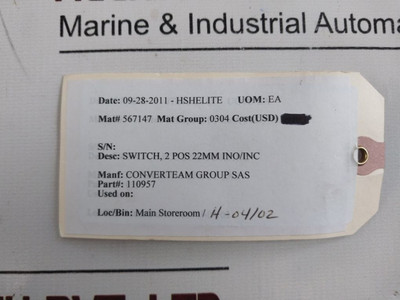 Marine & Industrial Automa
Date: 09-28-2011 - HSHELITE UOM: EA
Mat# 567147 Mat Group: 0304 Cost(USD)
S/N:
Desc: SWITCH, 2 POS 22MM INO/INC
Manf: CONVERTEAM GROUP SAS
Part#: 110957
Used on:
Loc/Bin: Main Storeroom / H-04/02